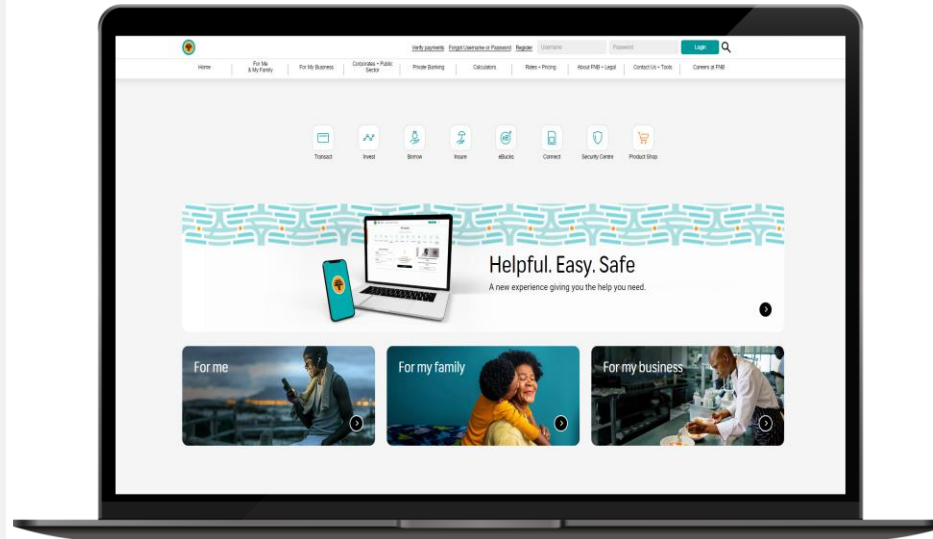 Verify payments Forgot Username or Password Register Username Password Login
Home
For Me
& My Family
For My Business
Corporates + Public
Sector
Private Banking
Calculators
Rates + Pricing
About FNB + Legal
Contact Us + Tools
Careers at FNB
Transact
Invest
Borrow
Insure
eBucks
Connect
Security Centre
Product Shop
Helpful. Easy. Safe
A new experience giving you the help you need.
For me
For my family
For my business